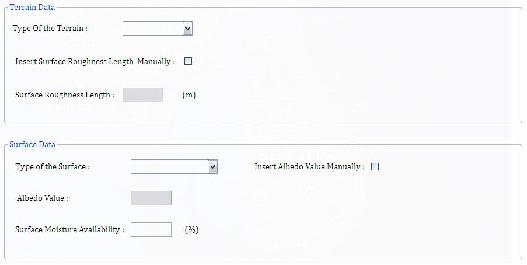 Terrain Data
Type Of the Terrain :
Insert Surface Roughness Length Manually :
Surface Roughness Length : (m)
Surface Data
Type of the Surface : Insert Albedo Value Manually :
Albedo Value :
Surface Moisture Availability : (%)